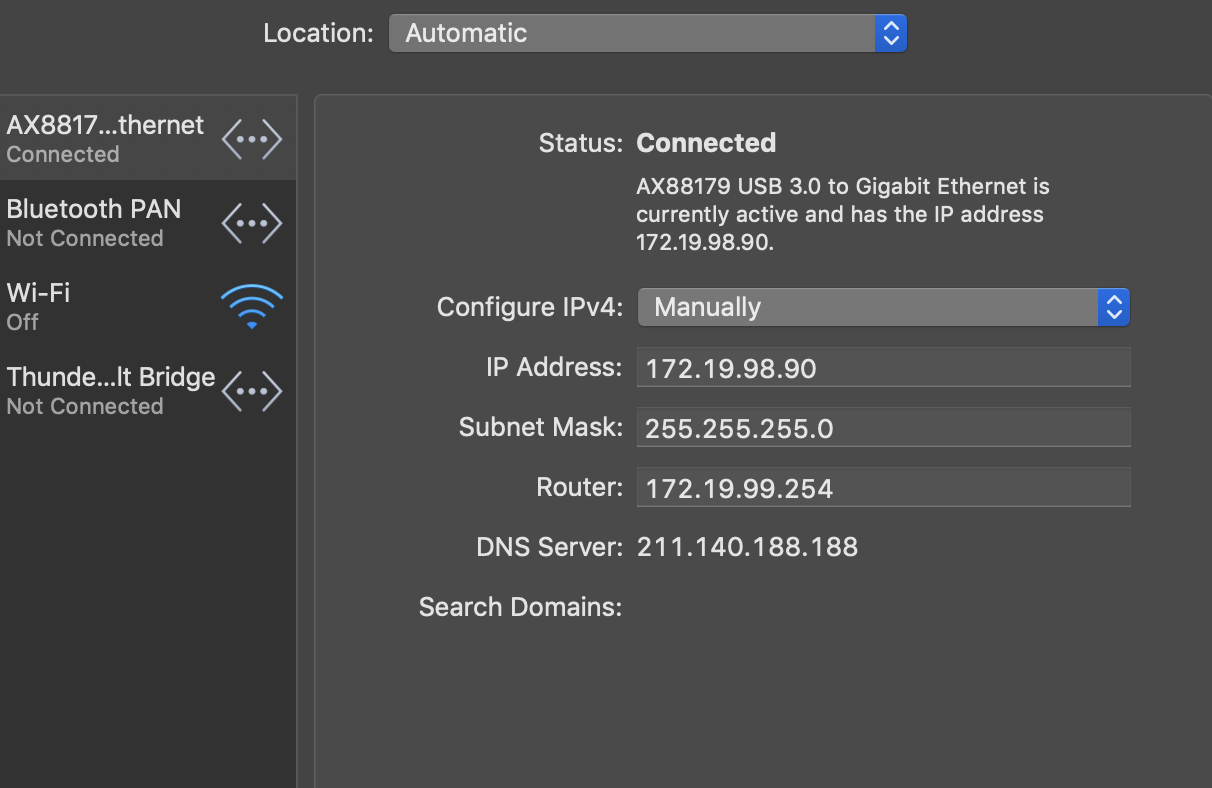 Location: Automatic
AX8817...thernet
Connected
Bluetooth PAN
Not Connected
Wi-Fi
Off
Thunde...lt Bridge
Not Connected
Status: Connected
AX88179 USB 3.0 to Gigabit Ethernet is
currently active and has the IP address
172.19.98.90.
Configure IPv4: Manually
IP Address: 172.19.98.90
Subnet Mask: 255.255.255.0
Router: 172.19.99.254
DNS Server: 211.140.188.188
Search Domains: